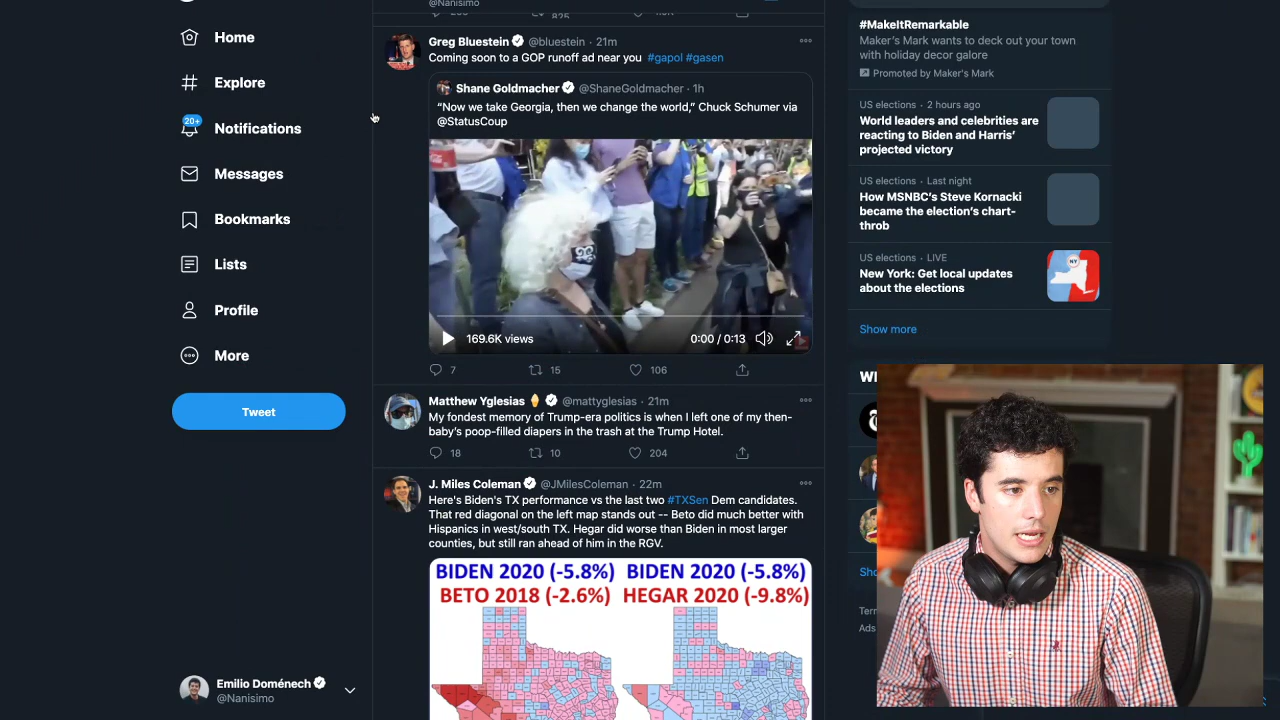 @Nanisimo
Home
Explore
20+
Notifications
Messages
Bookmarks
Lists
Profile
More
Tweet
Emilio Doménech
@Nanisimo
Greg Bluestein @bluestein · 21m
Coming soon to a GOP runoff ad near you #gapol #gasen
Shane Goldmacher @ShaneGoldmacher · 1h
“Now we take Georgia, then we change the world,” Chuck Schumer via
@StatusCoup
169.6K views
0:00 / 0:13
7 15 106
Matthew Yglesias @mattyglesias · 21m
My fondest memory of Trump-era politics is when I left one of my then-
baby’s poop-filled diapers in the trash at the Trump Hotel.
18 10 204
J. Miles Coleman @JMilesColeman · 22m
Here's Biden's TX performance vs the last two #TXSen Dem candidates.
That red diagonal on the left map stands out -- Beto did much better with
Hispanics in west/south TX. Hegar did worse than Biden in most larger
counties, but still ran ahead of him in the RGV.
BIDEN 2020 (-5.8%) BIDEN 2020 (-5.8%)
BETO 2018 (-2.6%) HEGAR 2020 (-9.8%)
#MakeItRemarkable
Maker’s Mark wants to deck out your town
with holiday decor galore
Promoted by Maker's Mark
US elections · 2 hours ago
World leaders and celebrities are
reacting to Biden and Harris’
projected victory
US elections · Last night
How MSNBC’s Steve Kornacki
became the election’s chart-
throb
US elections · LIVE
New York: Get local updates
about the elections
NY
Show more
Ads